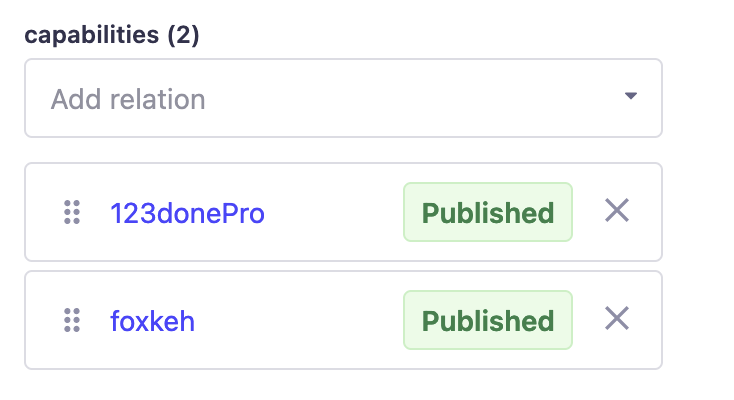 capabilities (2)
Add relation
123donePro Published
foxkeh Published